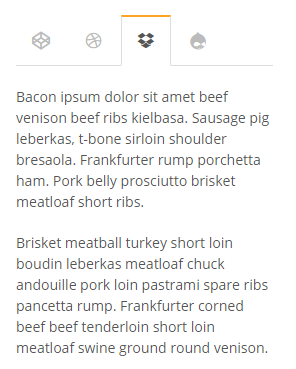 Bacon ipsum dolor sit amet beef
venison beef ribs kielbasa. Sausage pig
leberkas, t-bone sirloin shoulder
bresaola. Frankfurter rump porchetta
ham. Pork belly prosciutto brisket
meatloaf short ribs.
Brisket meatball turkey short loin
boudin leberkas meatloaf chuck
andouille pork loin pastrami spare ribs
pancetta rump. Frankfurter corned
beef beef tenderloin short loin
meatloaf swine ground round venison.